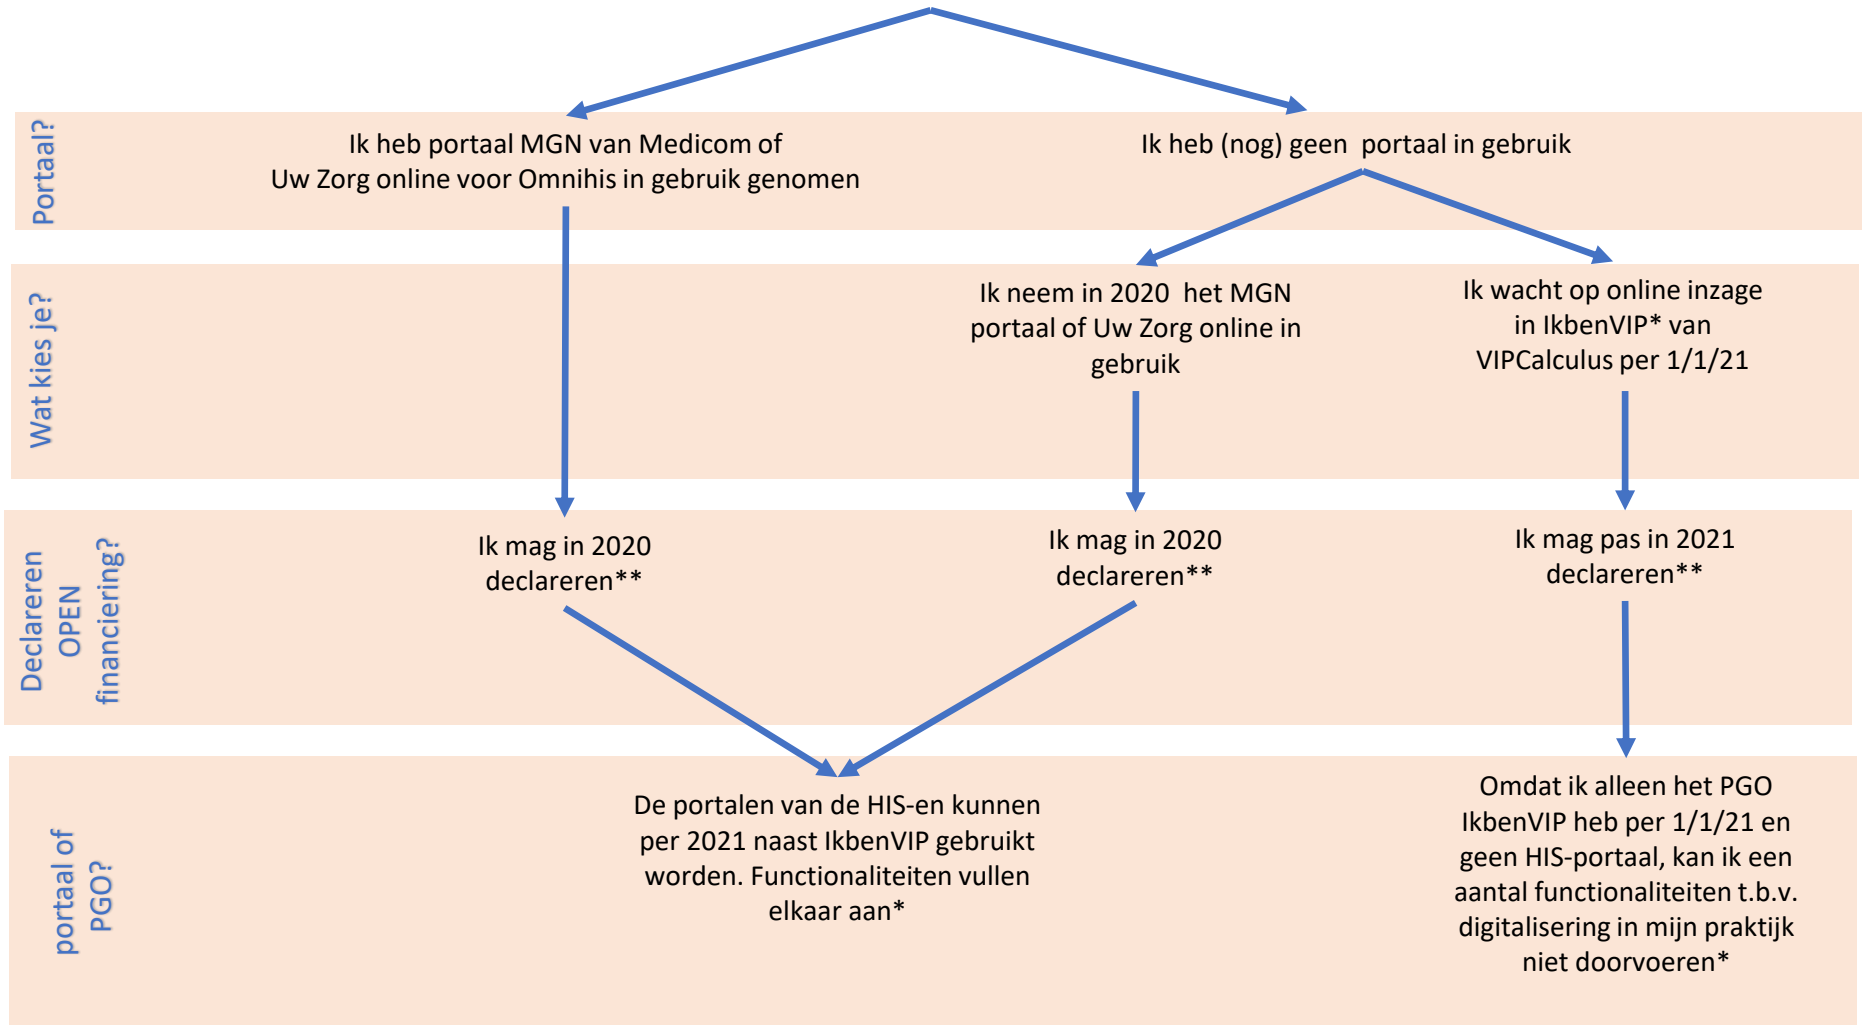 Portaal?
Ik heb portaal MGN van Medicom of
Uw Zorg online voor Omnihis in gebruik genomen
Ik heb (nog) geen portaal in gebruik
Wat kies je?
Ik neem in 2020 het MGN
portaal of Uw Zorg online in
gebruik
Ik wacht op online inzage
in IkbenVIP* van
VIPCalculus per 1/1/21
Declareren
OPEN
financiering?
Ik mag in 2020
declareren**
Ik mag in 2020
declareren**
Ik mag pas in 2021
declareren**
portaal of
PGO?
De portalen van de HIS-en kunnen
per 2021 naast IkbenVIP gebruikt
worden. Functionaliteiten vullen
elkaar aan*
Omdat ik alleen het PGO
IkbenVIP heb per 1/1/21 en
geen HIS-portaal, kan ik een
aantal functionaliteiten t.b.v.
digitalisering in mijn praktijk
niet doorvoeren*